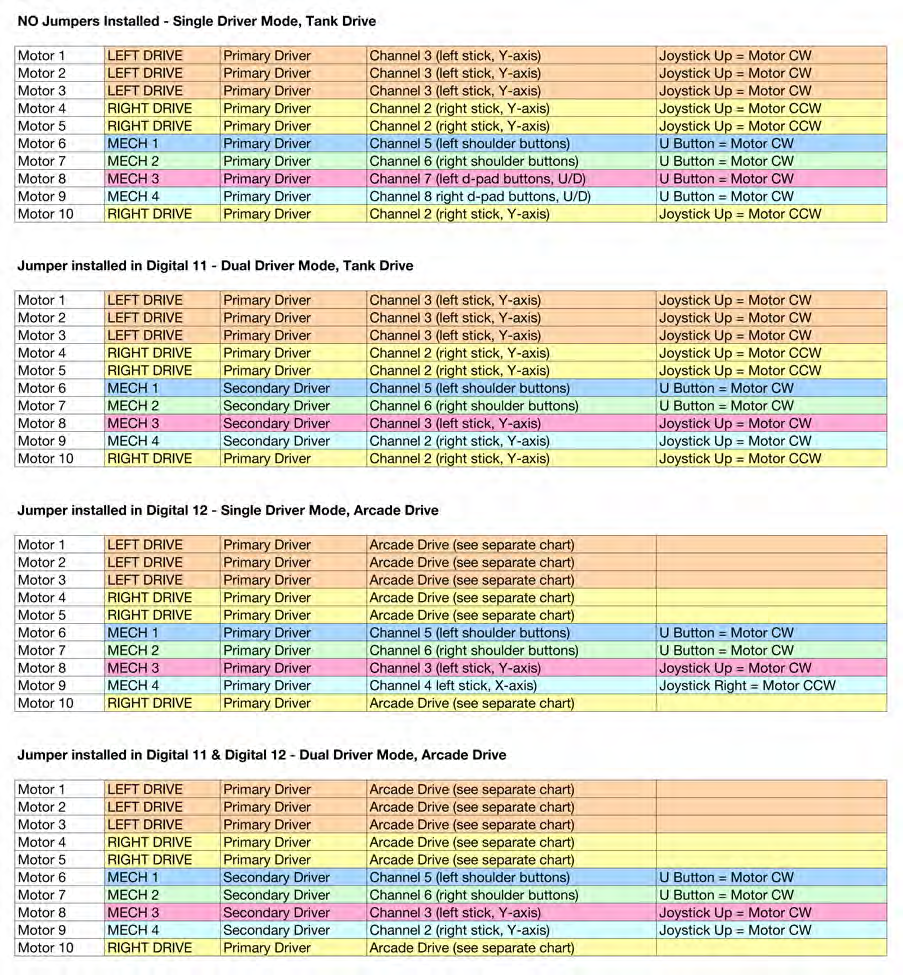 NO Jumpers Installed - Single Driver Mode, Tank Drive
Motor 1 LEFT DRIVE Primary Driver Channel 3 (left stick, Y-axis) Joystick Up = Motor CW
Motor 2 LEFT DRIVE Primary Driver Channel 3 (left stick, Y-axis) Joystick Up = Motor CW
Motor 3 LEFT DRIVE Primary Driver Channel 3 (left stick, Y-axis) Joystick Up = Motor CW
Motor 4 RIGHT DRIVE Primary Driver Channel 2 (right stick, Y-axis) Joystick Up = Motor CCW
Motor 5 RIGHT DRIVE Primary Driver Channel 2 (right stick, Y-axis) Joystick Up = Motor CCW
Motor 6 MECH 1 Primary Driver Channel 5 (left shoulder buttons) U Button = Motor CW
Motor 7 MECH 2 Primary Driver Channel 6 (right shoulder buttons) U Button = Motor CW
Motor 8 MECH 3 Primary Driver Channel 7 (left d-pad buttons, U/D) U Button = Motor CW
Motor 9 MECH 4 Primary Driver Channel 8 right d-pad buttons, U/D) U Button = Motor CW
Motor 10 RIGHT DRIVE Primary Driver Channel 2 (right stick, Y-axis) Joystick Up = Motor CCW
Jumper installed in Digital 11 - Dual Driver Mode, Tank Drive
Motor 1 LEFT DRIVE Primary Driver Channel 3 (left stick, Y-axis) Joystick Up = Motor CW
Motor 2 LEFT DRIVE Primary Driver Channel 3 (left stick, Y-axis) Joystick Up = Motor CW
Motor 3 LEFT DRIVE Primary Driver Channel 3 (left stick, Y-axis) Joystick Up = Motor CW
Motor 4 RIGHT DRIVE Primary Driver Channel 2 (right stick, Y-axis) Joystick Up = Motor CCW
Motor 5 RIGHT DRIVE Primary Driver Channel 2 (right stick, Y-axis) Joystick Up = Motor CCW
Motor 6 MECH 1 Secondary Driver Channel 5 (left shoulder buttons) U Button = Motor CW
Motor 7 MECH 2 Secondary Driver Channel 6 (right shoulder buttons) U Button = Motor CW
Motor 8 MECH 3 Secondary Driver Channel 3 (left stick, Y-axis) Joystick Up = Motor CW
Motor 9 MECH 4 Secondary Driver Channel 2 (right stick, Y-axis) Joystick Up = Motor CW
Motor 10 RIGHT DRIVE Primary Driver Channel 2 (right stick, Y-axis) Joystick Up = Motor CCW
Jumper installed in Digital 12 - Single Driver Mode, Arcade Drive
Motor 1 LEFT DRIVE Primary Driver Arcade Drive (see separate chart)
Motor 2 LEFT DRIVE Primary Driver Arcade Drive (see separate chart)
Motor 3 LEFT DRIVE Primary Driver Arcade Drive (see separate chart)
Motor 4 RIGHT DRIVE Primary Driver Arcade Drive (see separate chart)
Motor 5 RIGHT DRIVE Primary Driver Arcade Drive (see separate chart)
Motor 6 MECH 1 Primary Driver Channel 5 (left shoulder buttons) U Button = Motor CW
Motor 7 MECH 2 Primary Driver Channel 6 (right shoulder buttons) U Button = Motor CW
Motor 8 MECH 3 Primary Driver Channel 3 (left stick, Y-axis) Joystick Up = Motor CW
Motor 9 MECH 4 Primary Driver Channel 4 left stick, X-axis) Joystick Right = Motor CCW
Motor 10 RIGHT DRIVE Primary Driver Arcade Drive (see separate chart)
Jumper installed in Digital 11 & Digital 12 - Dual Driver Mode, Arcade Drive
Motor 1 LEFT DRIVE Primary Driver Arcade Drive (see separate chart)
Motor 2 LEFT DRIVE Primary Driver Arcade Drive (see separate chart)
Motor 3 LEFT DRIVE Primary Driver Arcade Drive (see separate chart)
Motor 4 RIGHT DRIVE Primary Driver Arcade Drive (see separate chart)
Motor 5 RIGHT DRIVE Primary Driver Arcade Drive (see separate chart)
Motor 6 MECH 1 Secondary Driver Channel 5 (left shoulder buttons) U Button = Motor CW
Motor 7 MECH 2 Secondary Driver Channel 6 (right shoulder buttons) U Button = Motor CW
Motor 8 MECH 3 Secondary Driver Channel 3 (left stick, Y-axis) Joystick Up = Motor CW
Motor 9 MECH 4 Secondary Driver Channel 2 (right stick, Y-axis) Joystick Up = Motor CW
Motor 10 RIGHT DRIVE Primary Driver Arcade Drive (see separate chart)